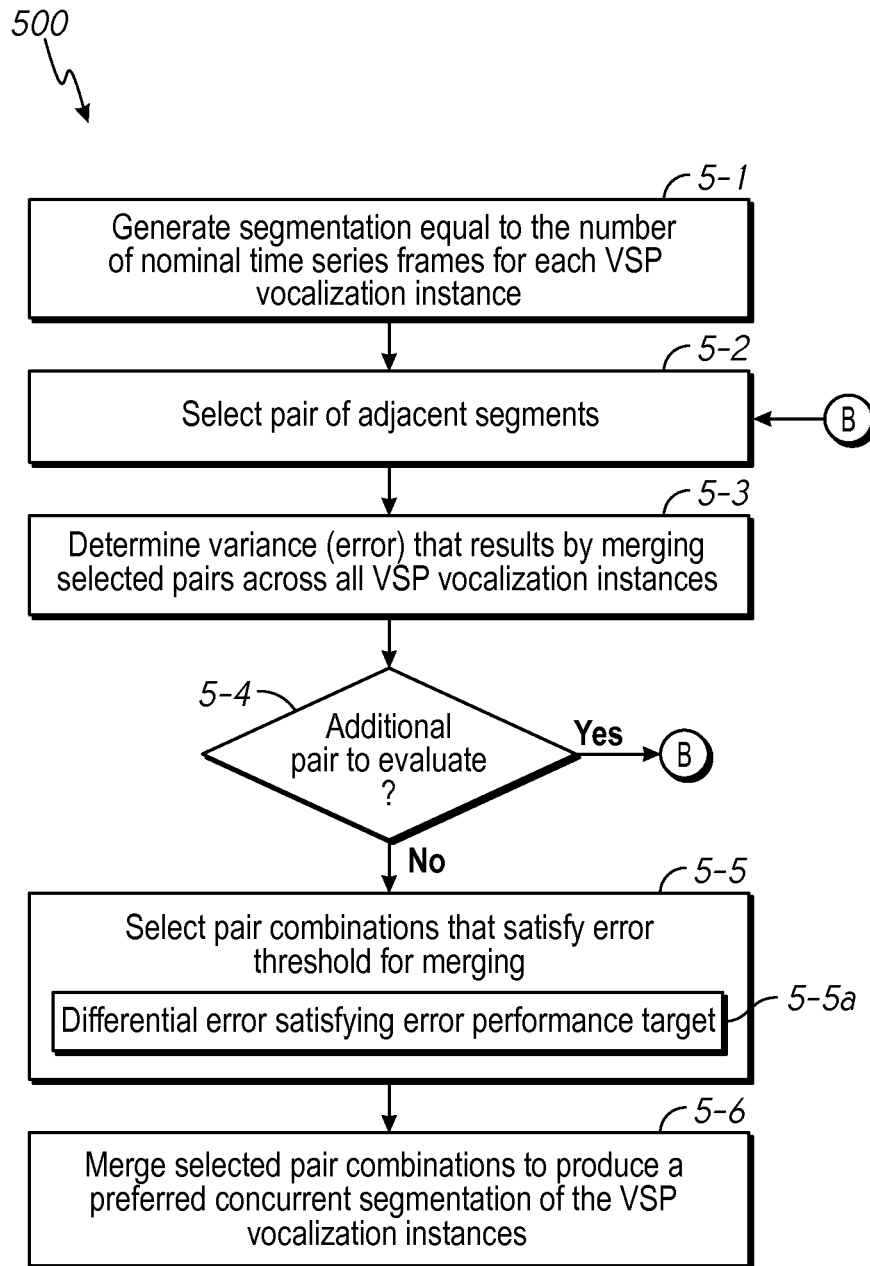 500
5-1
Generate segmentation equal to the number
of nominal time series frames for each VSP
vocalization instance
5-2
Select pair of adjacent segments
B
5-3
Determine variance (error) that results by merging
selected pairs across all VSP vocalization instances
5-4
Additional
pair to evaluate
?
Yes
B
No
5-5
Select pair combinations that satisfy error
threshold for merging
Differential error satisfying error performance target
5-5a
5-6
Merge selected pair combinations to produce a
preferred concurrent segmentation of the VSP
vocalization instances